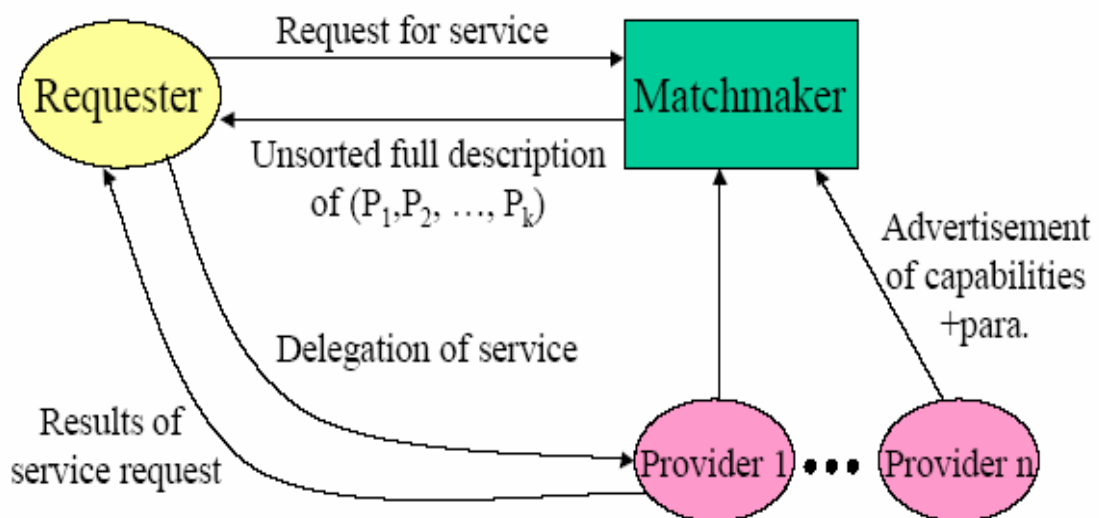 Request for service
Requester
Matchmaker
Unsorted full description
of (P₁,P₂, …, Pₖ)
Advertisement
of capabilities
+para.
Delegation of service
Results of
service request
Provider 1
•••
Provider n